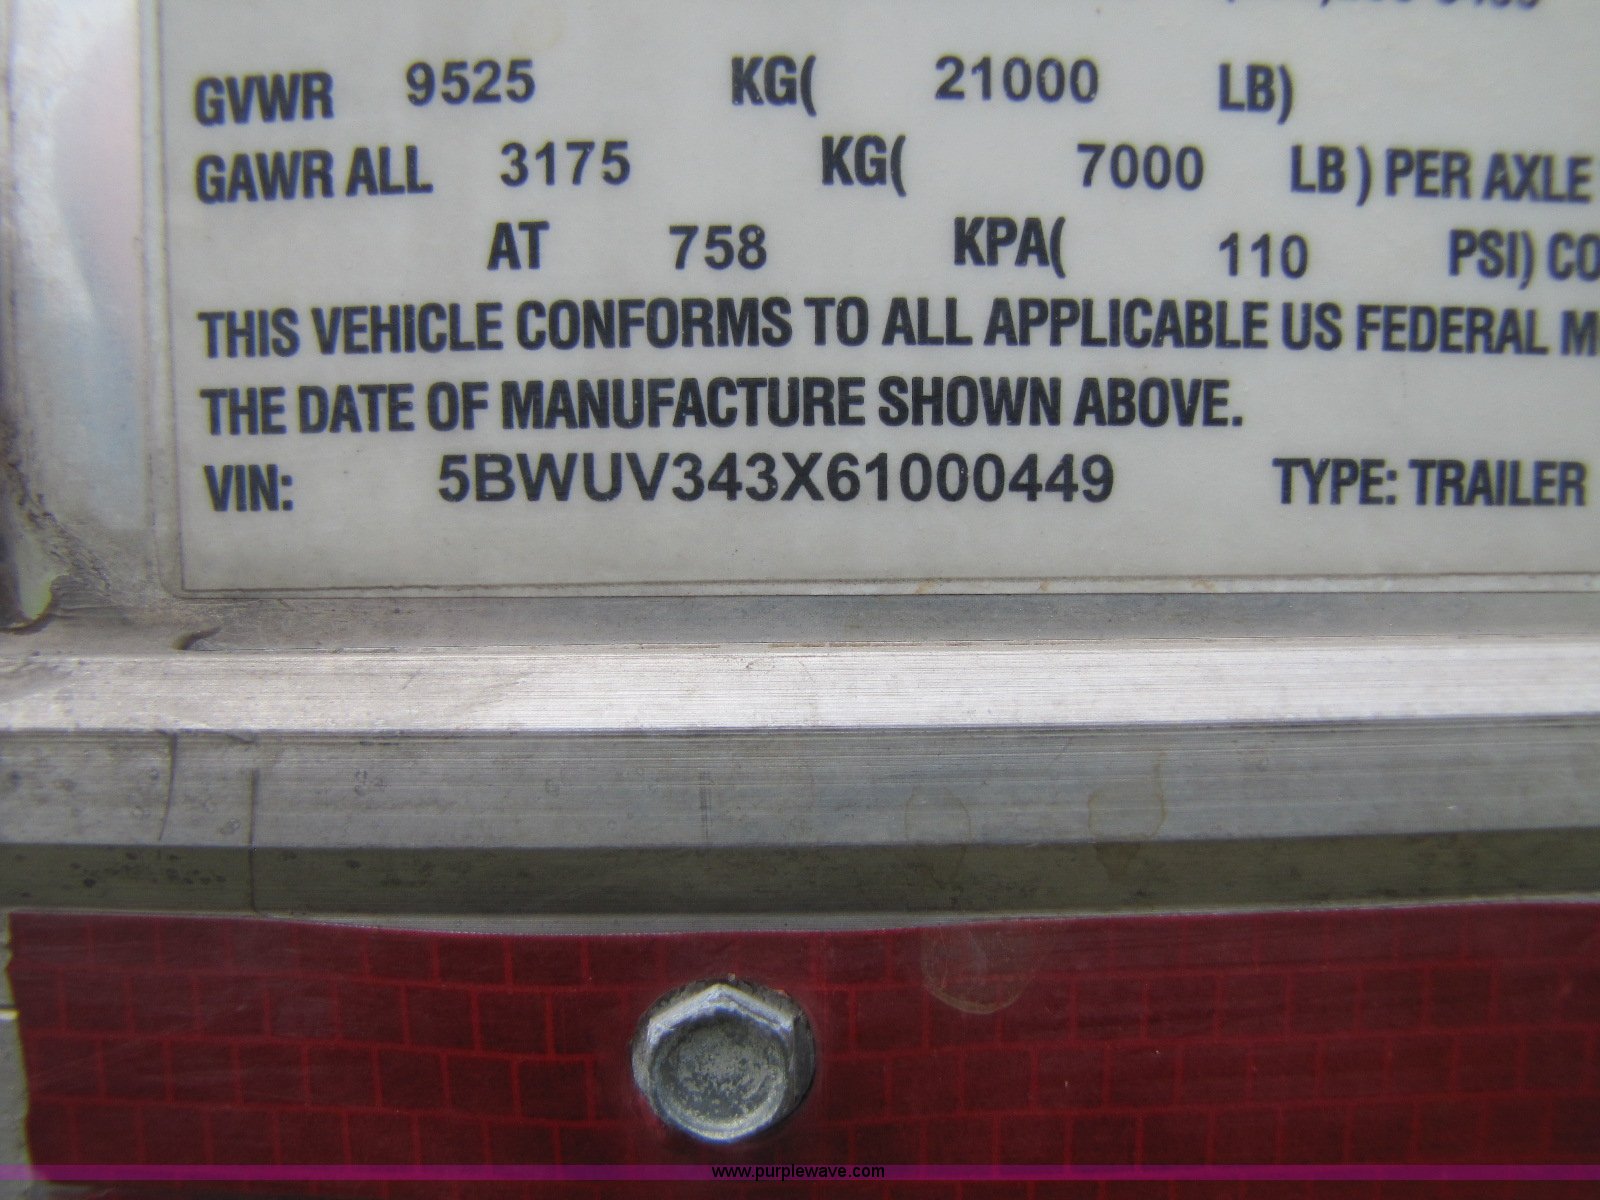 GVWR 9525 KG( 21000 LB)
GAWR ALL 3175 KG( 7000 LB) PER AXLE
AT 758 KPA( 110 PSI) CO
THIS VEHICLE CONFORMS TO ALL APPLICABLE US FEDERAL M
THE DATE OF MANUFACTURE SHOWN ABOVE.
VIN: 5BWUV343X61000449 TYPE: TRAILER
www.purplewave.com